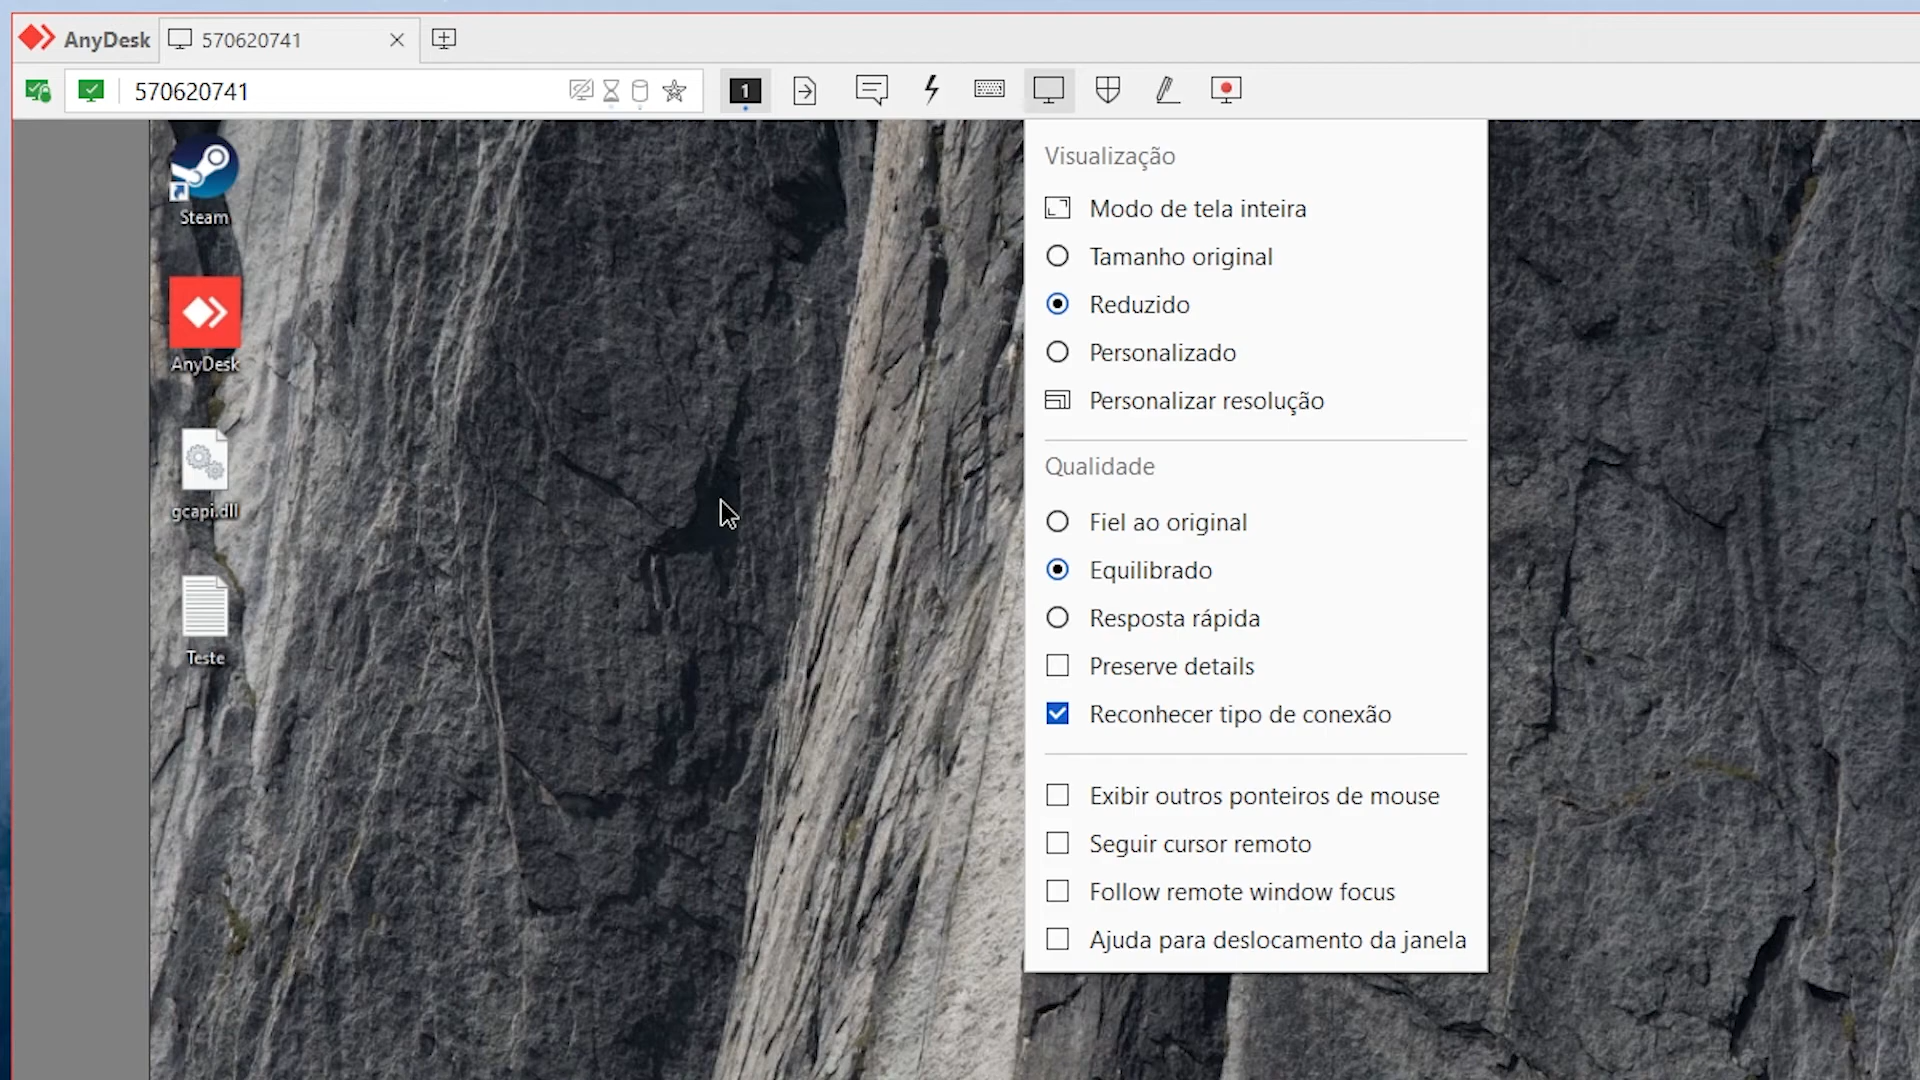 AnyDesk
570620741
570620741
1
Steam
AnyDesk
gcapi.dll
Teste
Visualização
Modo de tela inteira
Tamanho original
Reduzido
Personalizado
Personalizar resolução
Qualidade
Fiel ao original
Equilibrado
Resposta rápida
Preserve details
Reconhecer tipo de conexão
Exibir outros ponteiros de mouse
Seguir cursor remoto
Follow remote window focus
Ajuda para deslocamento da janela